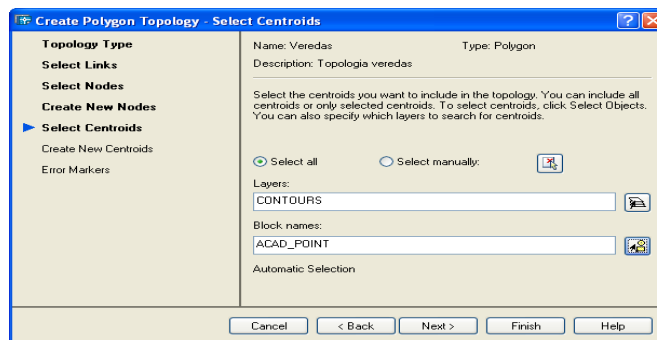 Create Polygon Topology - Select Centroids
Topology Type
Select Links
Select Nodes
Create New Nodes
Select Centroids
Create New Centroids
Error Markers
Name: Veredas Type: Polygon
Description: Topologia veredas
Select the centroids you want to include in the topology. You can include all
centroids or only selected centroids. To select centroids, click Select Objects.
You can also specify which layers to search for centroids.
Select all Select manually:
Layers:
CONTOURS
Block names:
ACAD_POINT
Automatic Selection
Cancel < Back Next > Finish Help